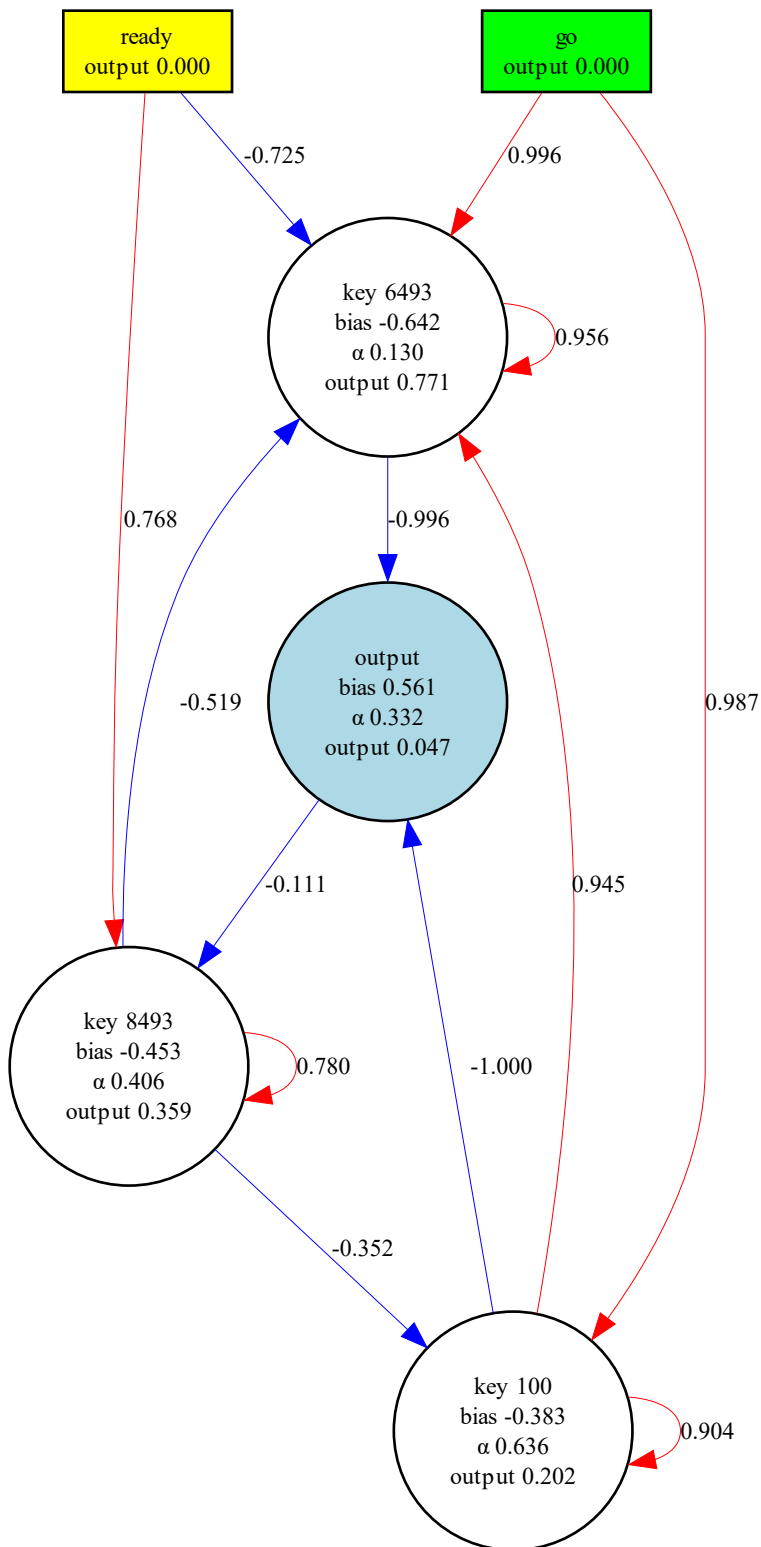 ready
output 0.000
go
output 0.000
-0.725
0.996
key 6493
bias -0.642
α 0.130
output 0.771
0.956
0.768
-0.996
-0.519
output
bias 0.561
α 0.332
output 0.047
0.987
-0.111
0.945
key 8493
bias -0.453
α 0.406
output 0.359
0.780
-1.000
-0.352
key 100
bias -0.383
α 0.636
output 0.202
0.904